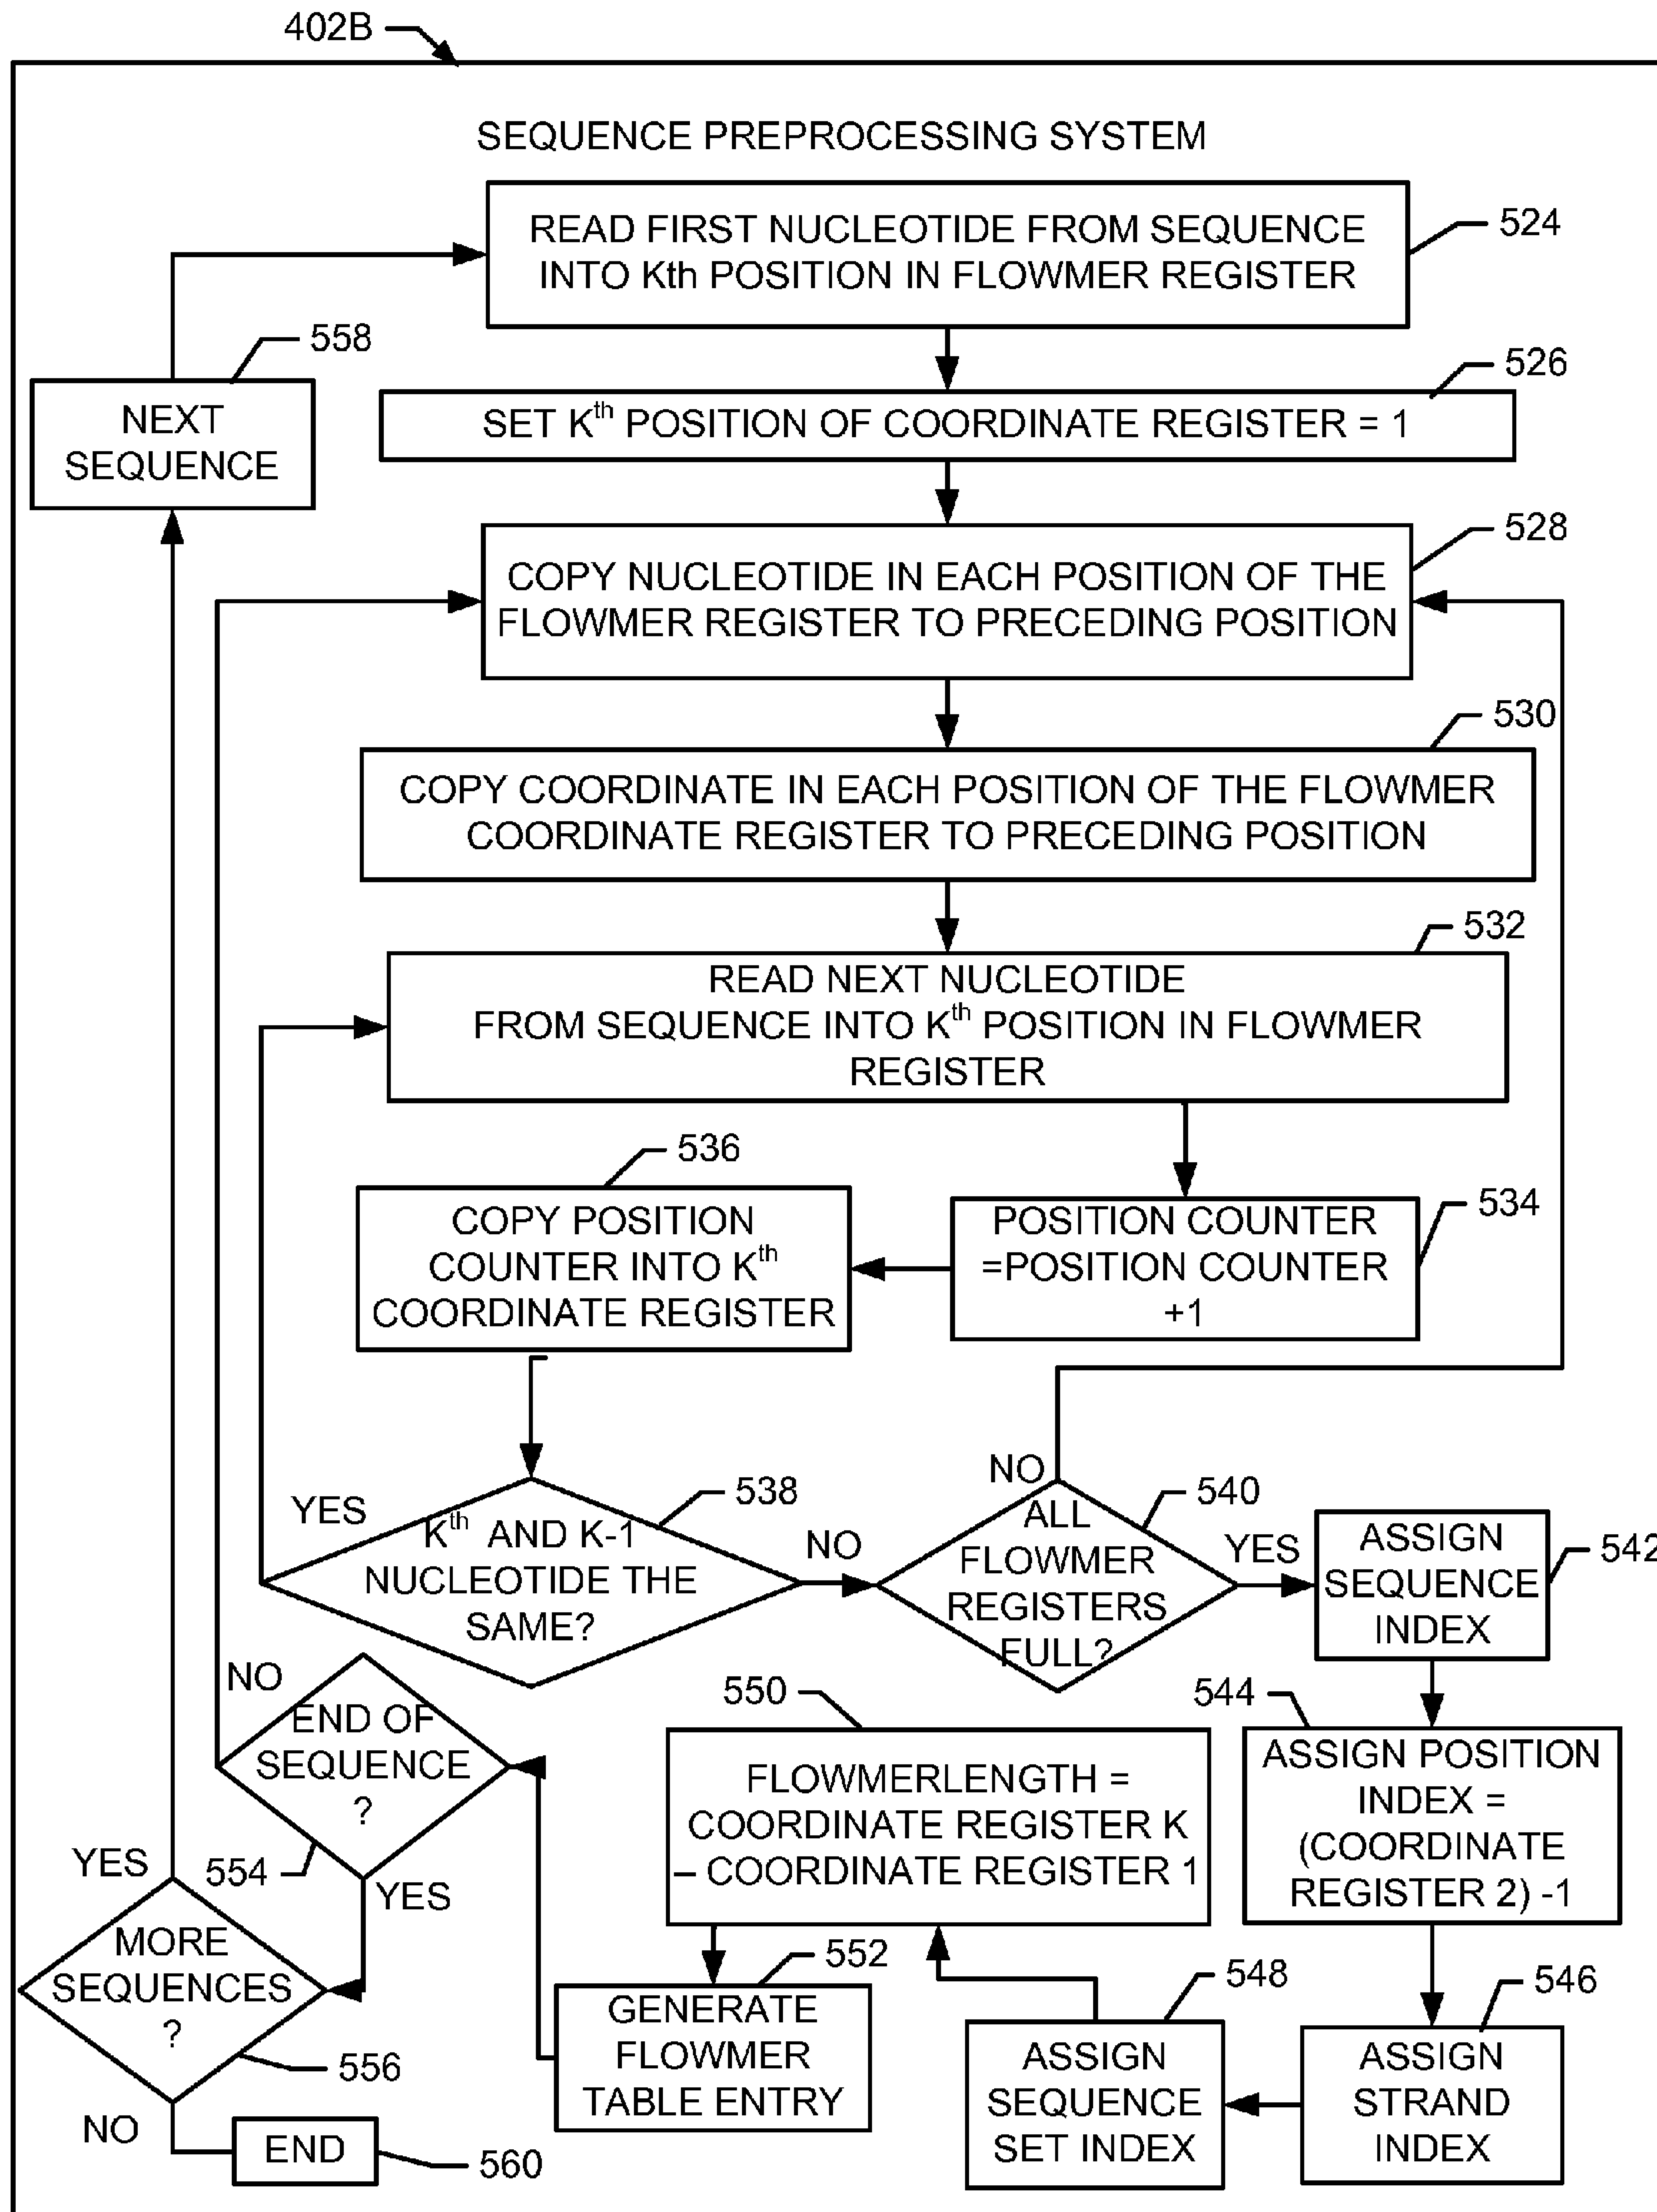 402B
SEQUENCE PREPROCESSING SYSTEM
READ FIRST NUCLEOTIDE FROM SEQUENCE
INTO Kth POSITION IN FLOWMER REGISTER
524
558
NEXT
SEQUENCE
526
SET Kth POSITION OF COORDINATE REGISTER = 1
528
COPY NUCLEOTIDE IN EACH POSITION OF THE
FLOWMER REGISTER TO PRECEDING POSITION
530
COPY COORDINATE IN EACH POSITION OF THE FLOWMER
COORDINATE REGISTER TO PRECEDING POSITION
532
READ NEXT NUCLEOTIDE
FROM SEQUENCE INTO Kth POSITION IN FLOWMER
REGISTER
534
POSITION COUNTER
=POSITION COUNTER
+1
536
COPY POSITION
COUNTER INTO Kth
COORDINATE REGISTER
538
YES
Kth AND K-1
NUCLEOTIDE THE
SAME?
NO
NO
540
ALL
FLOWMER
REGISTERS
FULL?
YES
ASSIGN
SEQUENCE
INDEX
542
544
ASSIGN POSITION
INDEX =
(COORDINATE
REGISTER 2) -1
546
ASSIGN
STRAND
INDEX
548
ASSIGN
SEQUENCE
SET INDEX
550
FLOWMERLENGTH =
COORDINATE REGISTER K
– COORDINATE REGISTER 1
552
GENERATE
FLOWMER
TABLE ENTRY
NO
END OF
SEQUENCE
?
554
YES
YES
MORE
SEQUENCES
?
556
NO
END
560